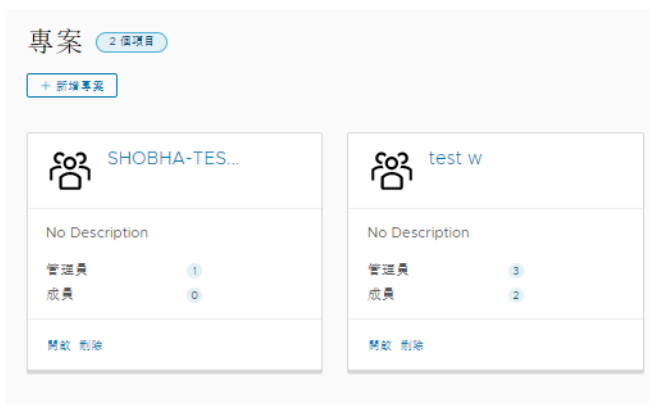 專案 2 個項目
+ 新增專案
SHOBHA-TES...
No Description
管理員 1
成員 0
開啟 刪除
test w
No Description
管理員 3
成員 2
開啟 刪除